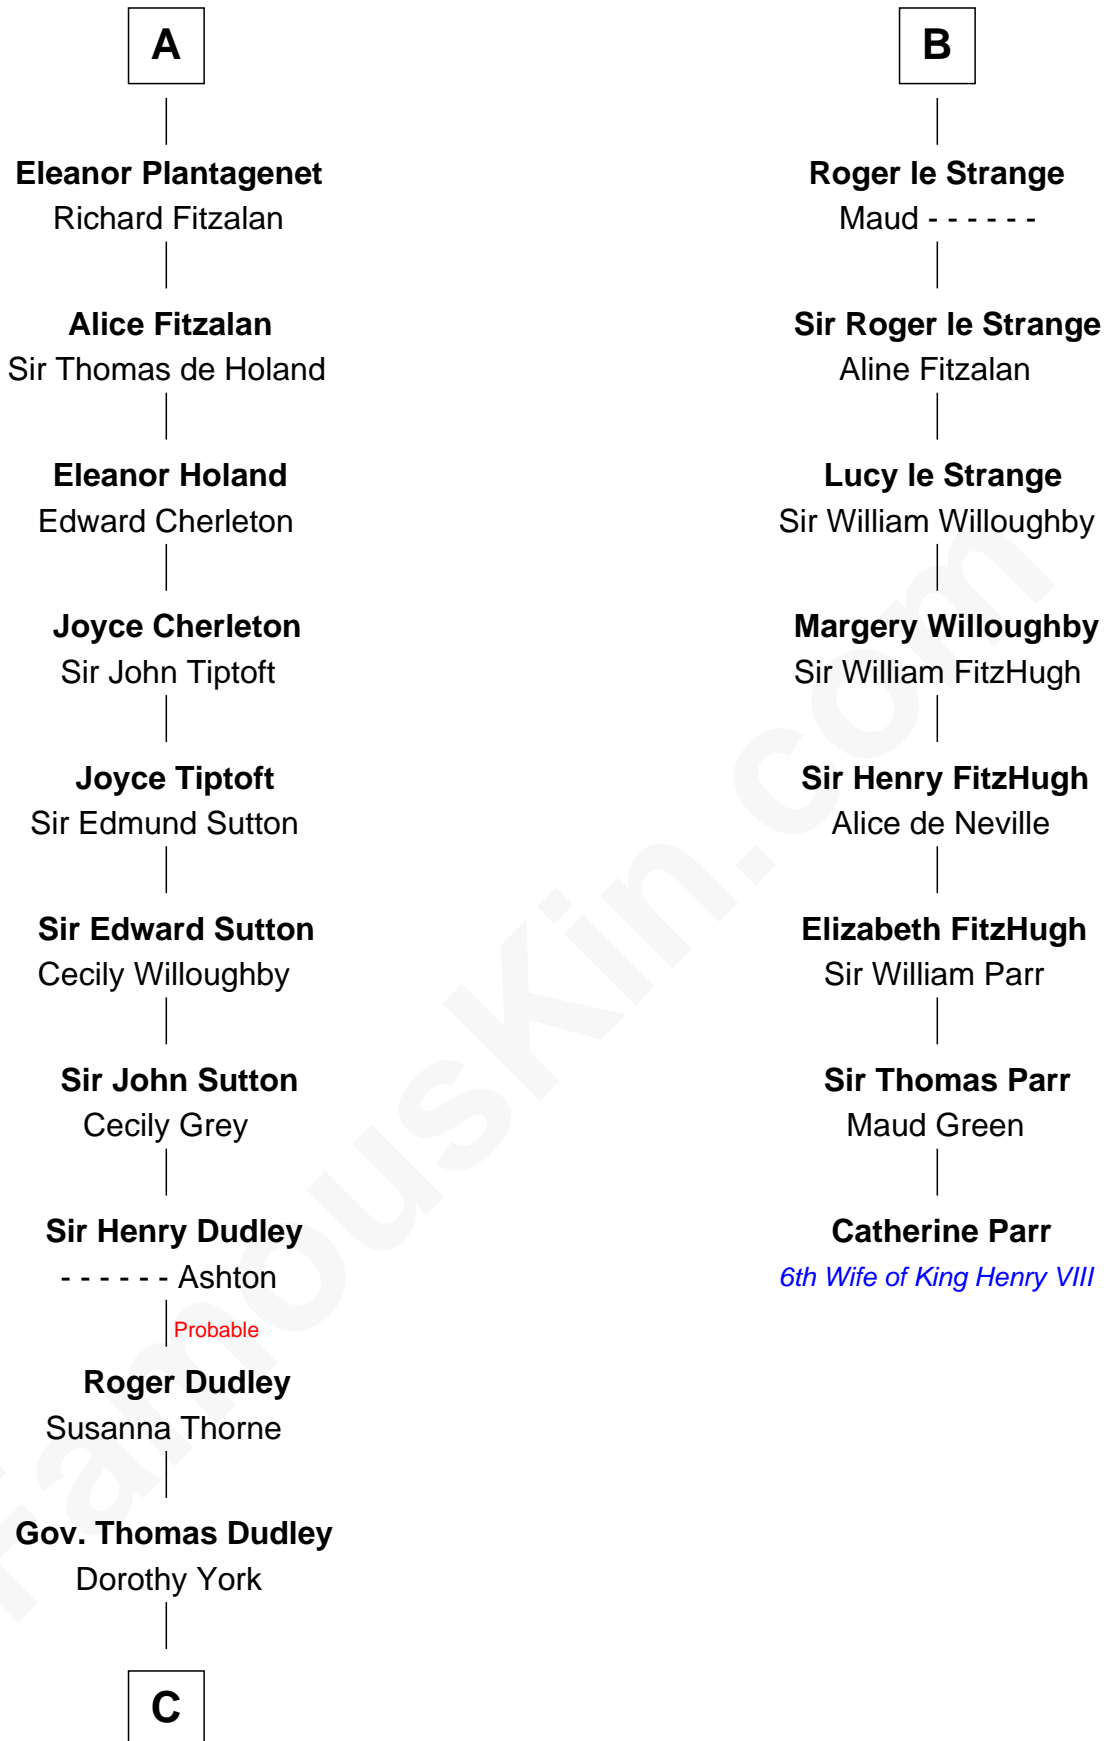 A
Eleanor Plantagenet
Richard Fitzalan
Alice Fitzalan
Sir Thomas de Holand
Eleanor Holand
Edward Cherleton
Joyce Cherleton
Sir John Tiptoft
Joyce Tiptoft
Sir Edmund Sutton
Sir Edward Sutton
Cecily Willoughby
Sir John Sutton
Cecily Grey
Sir Henry Dudley
- - - - - - Ashton
Probable
Roger Dudley
Susanna Thorne
Gov. Thomas Dudley
Dorothy York
C
B
Roger le Strange
Maud - - - - - -
Sir Roger le Strange
Aline Fitzalan
Lucy le Strange
Sir William Willoughby
Margery Willoughby
Sir William FitzHugh
Sir Henry FitzHugh
Alice de Neville
Elizabeth FitzHugh
Sir William Parr
Sir Thomas Parr
Maud Green
Catherine Parr
6th Wife of King Henry VIII
FamousKin.com